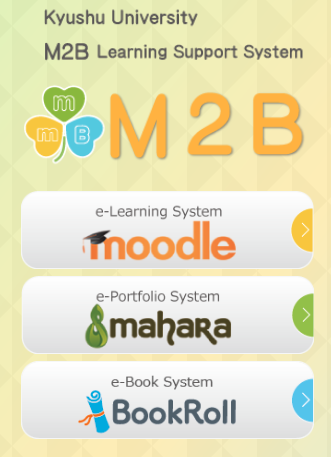 Kyushu University
M2B Learning Support System
m
m B
M2B
e-Learning System
moodle
e-Portfolio System
mahara
e-Book System
BookRoll